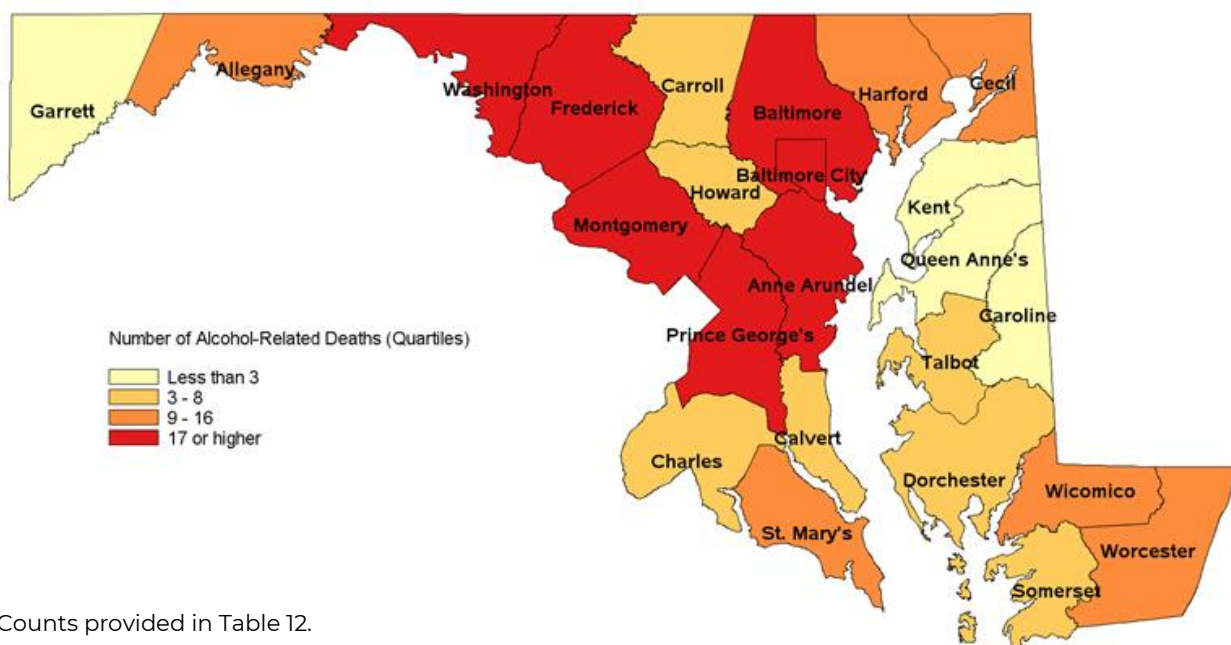 Garrett
Allegany
Washington
Frederick
Carroll
Baltimore
Harford
Cecil
Baltimore City
Howard
Montgomery
Kent
Queen Anne's
Anne Arundel
Caroline
Prince George's
Talbot
Number of Alcohol-Related Deaths (Quartiles)
Less than 3
3 - 8
9 - 16
17 or higher
Calvert
Charles
Dorchester
Wicomico
St. Mary's
Worcester
Somerset
Counts provided in Table 12.